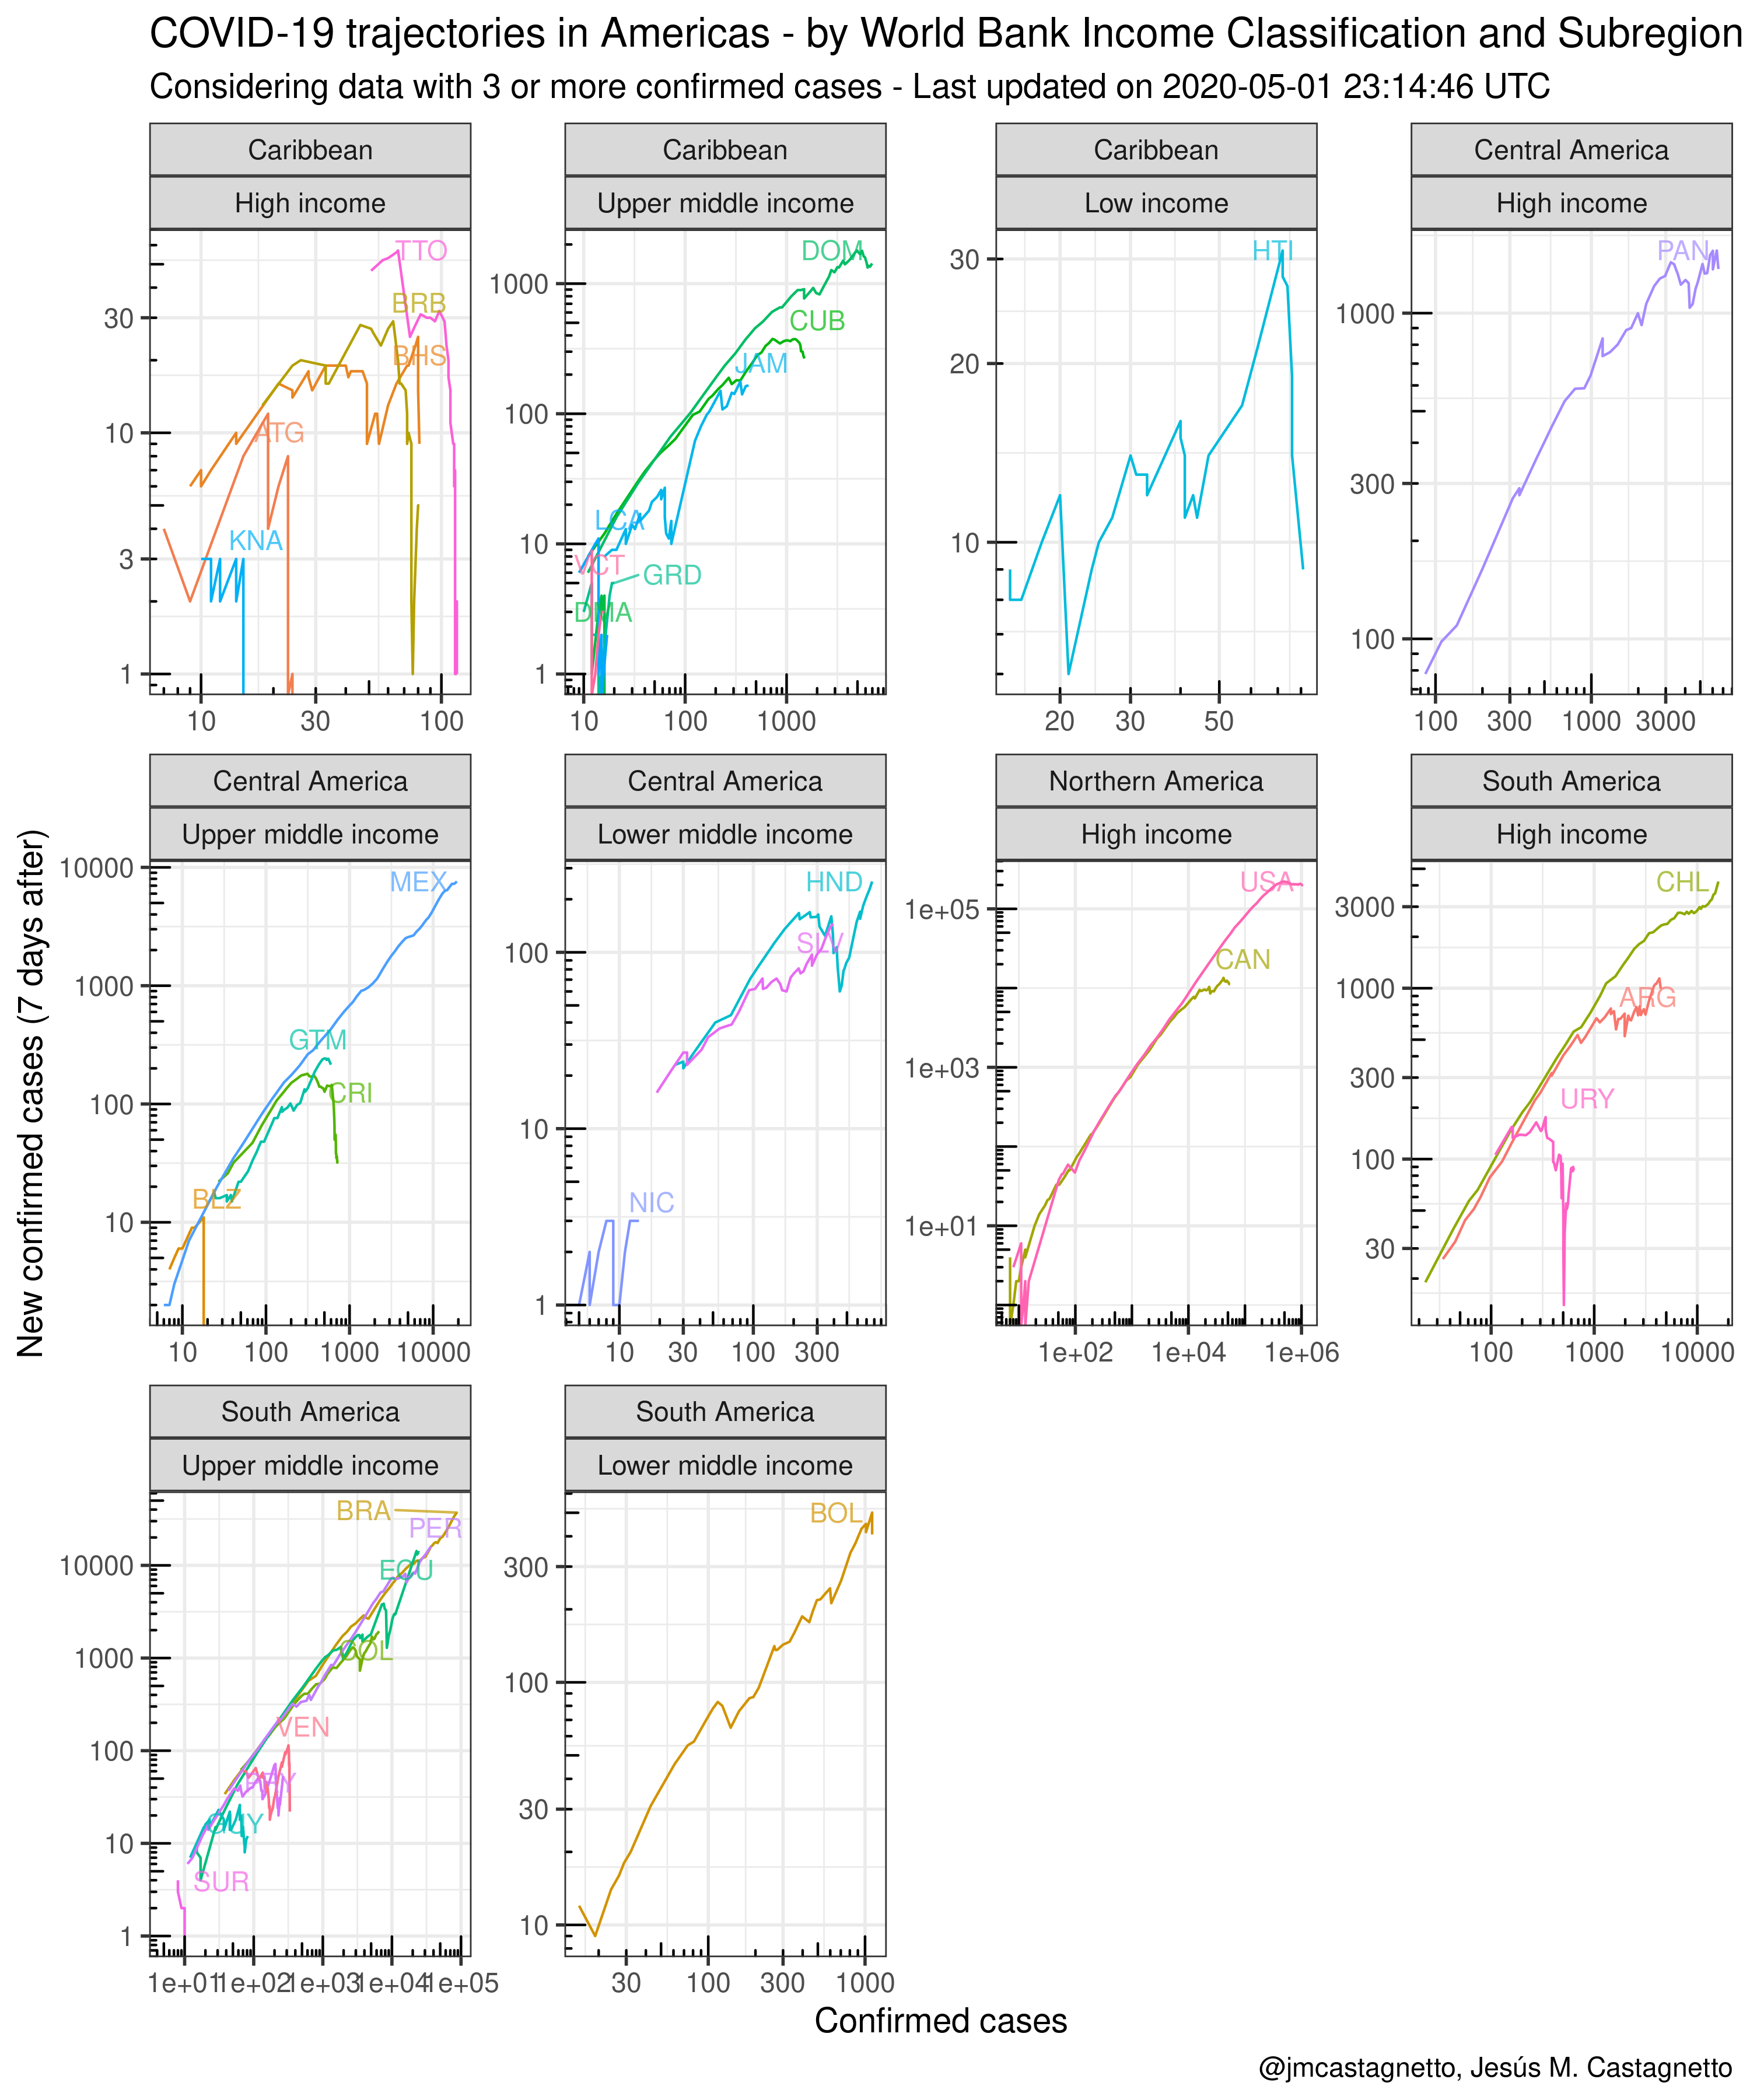 COVID-19 trajectories in Americas - by World Bank Income Classification and Subregion
Considering data with 3 or more confirmed cases - Last updated on 2020-05-01 23:14:46 UTC
New confirmed cases (7 days after)
Caribbean
High income
TTO
BRB
BHS
ATG
KNA
30
10
3
1
10 30 100
Caribbean
Upper middle income
DOM
CUB
JAM
LCA
VCT
GRD
DMA
1000
100
10
1
10 100 1000
Caribbean
Low income
HTI
30
20
10
20 30 50
Central America
High income
PAN
1000
300
100
100 300 1000 3000
Central America
Upper middle income
MEX
GTM
CRI
BLZ
10000
1000
100
10
10 100 1000 10000
Central America
Lower middle income
HND
SLV
NIC
100
10
1
10 30 100 300
Northern America
High income
USA
CAN
1e+05
1e+03
1e+01
1e+02 1e+04 1e+06
South America
High income
CHL
ARG
URY
3000
1000
300
100
30
100 1000 10000
South America
Upper middle income
BRA
PER
ECU
COL
VEN
PRY
GUY
SUR
10000
1000
100
10
1
1e+01 1e+02 1e+03 1e+04 1e+05
South America
Lower middle income
BOL
300
100
30
10
30 100 300 1000
Confirmed cases
@jmcastagnetto, Jesús M. Castagnetto